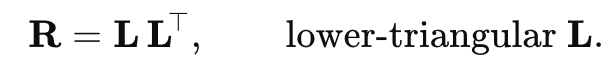 R = L L⊤, lower-triangular L.